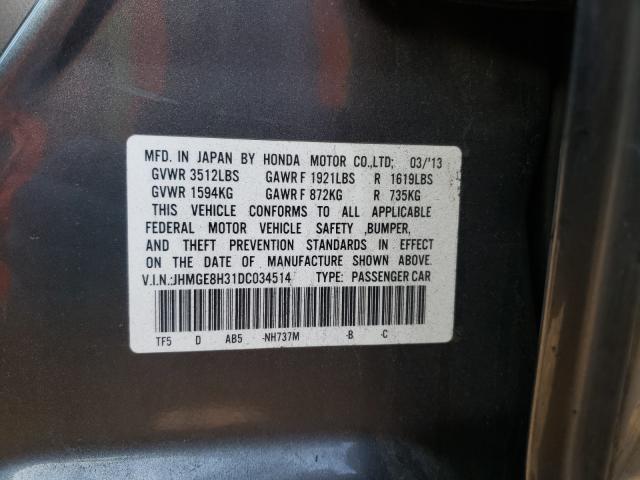 MFD. IN JAPAN BY HONDA MOTOR CO.,LTD; 03/'13
GVWR 3512LBS GAWR F 1921LBS R 1619LBS
GVWR 1594KG GAWR F 872KG R 735KG
THIS VEHICLE CONFORMS TO ALL APPLICABLE
FEDERAL MOTOR VEHICLE SAFETY ,BUMPER,
AND THEFT PREVENTION STANDARDS IN EFFECT
ON THE DATE OF MANUFACTURE SHOWN ABOVE.
V.I.N.:JHMGE8H31DC034514 TYPE: PASSENGER CAR
TF5 D AB5 -NH737M -B -C